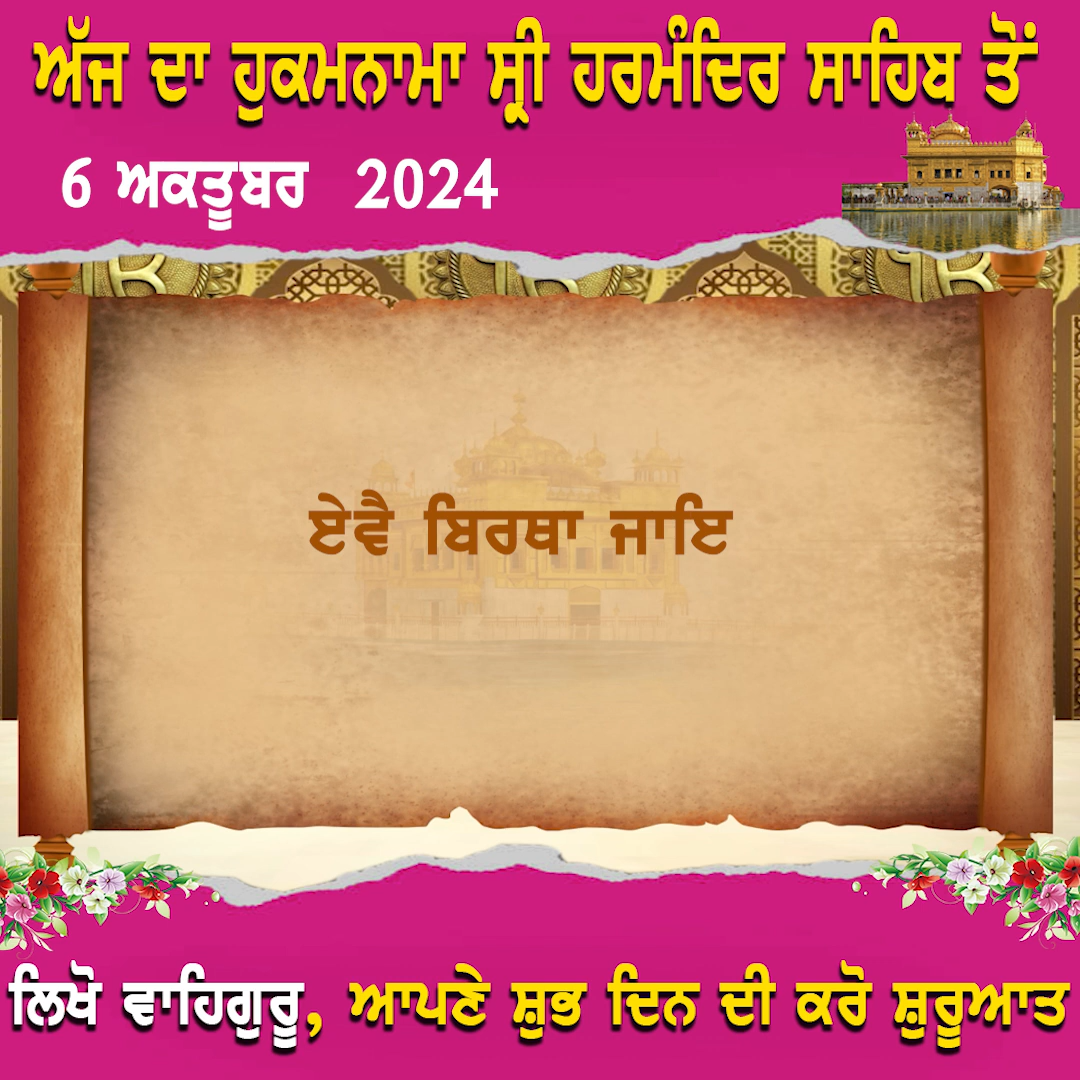 ਅੱਜ ਦਾ ਹੁਕਮਨਾਮਾ ਸ੍ਰੀ ਹਰਮੰਦਿਰ ਸਾਹਿਬ ਤੋਂ
6 ਅਕਤੂਬਰ 2024
ਏਵੈ ਬਿਰਥਾ ਜਾਇ
ਲਿਖੋ ਵਾਹਿਗੁਰੂ, ਆਪਣੇ ਸ਼ੁਭ ਦਿਨ ਦੀ ਕਰੋ ਸ਼ੁਰੂਆਤ